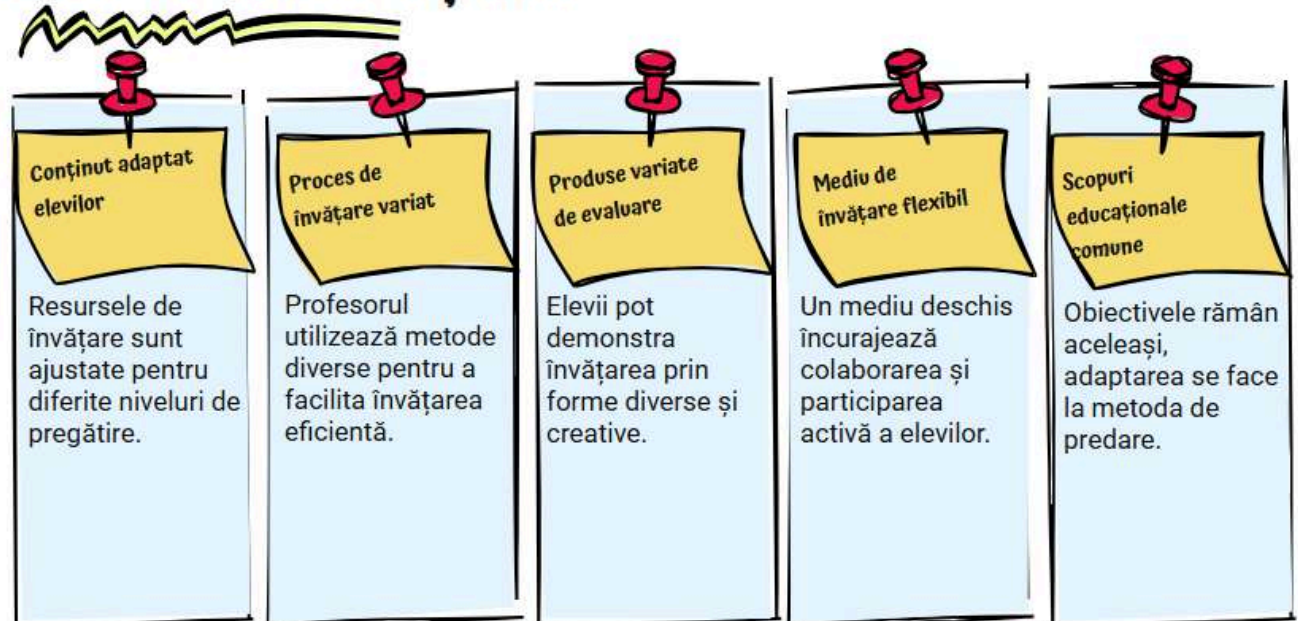 Conținut adaptat
elevilor
Resursele de
învățare sunt
ajustate pentru
diferite niveluri de
pregătire.
Proces de
învățare variat
Profesorul
utilizează metode
diverse pentru a
facilita învățarea
eficientă.
Produse variate
de evaluare
Elevii pot
demonstra
învățarea prin
forme diverse și
creative.
Mediu de
învățare flexibil
Un mediu deschis
încurajează
colaborarea și
participarea
activă a elevilor.
Scopuri
educaționale
comune
Obiectivele rămân
aceleași,
adaptarea se face
la metoda de
predare.